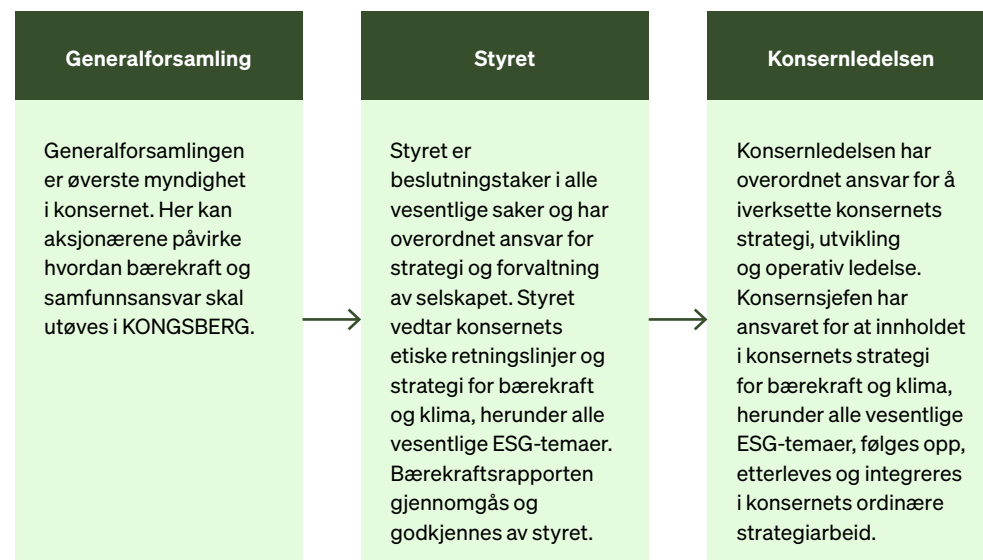 Generalforsamling
Generalforsamlingen
er øverste myndighet
i konsernet. Her kan
aksjonærene påvirke
hvordan bærekraft og
samfunnsansvar skal
utøves i KONGSBERG.
Styret
Styret er
beslutningstaker i alle
vesentlige saker og har
overordnet ansvar for
strategi og forvaltning
av selskapet. Styret
vedtar konsernets
etiske retningslinjer og
strategi for bærekraft
og klima, herunder alle
vesentlige ESG-temaer.
Bærekraftsrapporten
gjennomgås og
godkjennes av styret.
Konsernledelsen
Konsernledelsen har
overordnet ansvar for å
iverksette konsernets
strategi, utvikling
og operativ ledelse.
Konsernsjefen har
ansvaret for at innholdet
i konsernets strategi
for bærekraft og klima,
herunder alle vesentlige
ESG-temaer, følges opp,
etterleves og integreres
i konsernets ordinære
strategiarbeid.